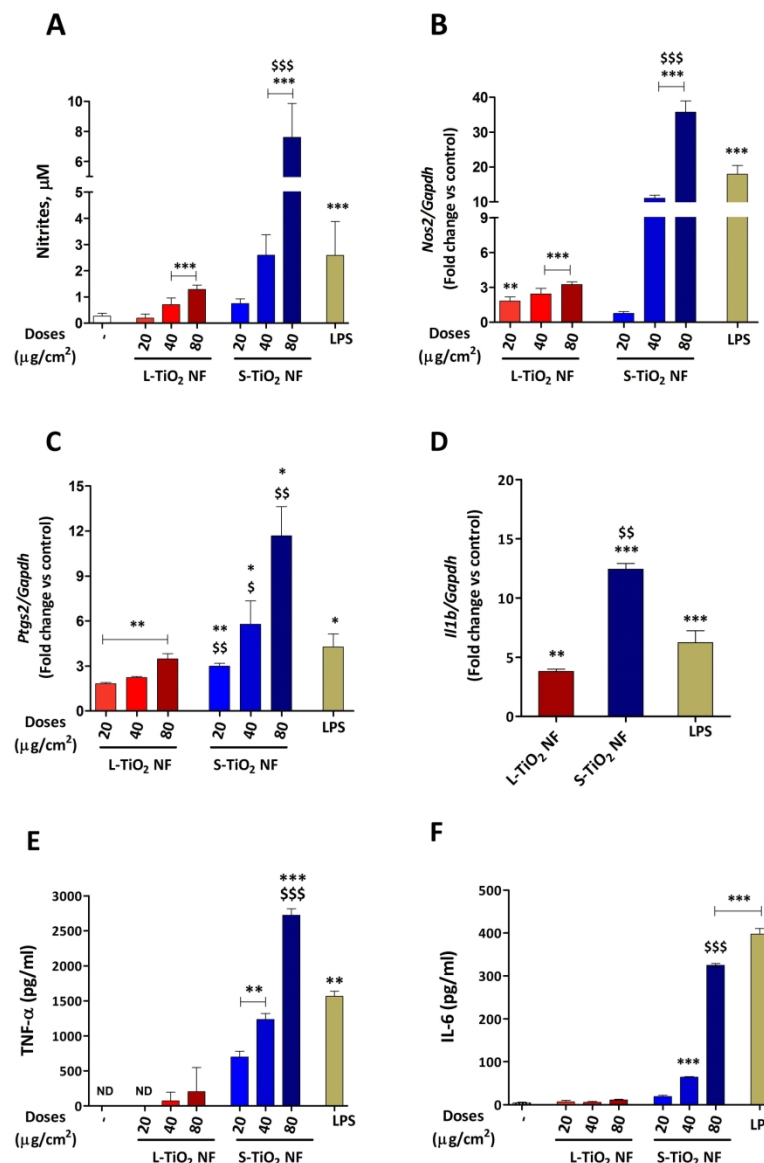 A
Nitrites, μM
10
8
6
4
5
4
3
2
1
0
***
$$$
***
***
Doses
(μg/cm²)
-
20
40
80
20
40
80
LPS
L-TiO₂ NF
S-TiO₂ NF
B
Nos2/Gapdh
(Fold change vs control)
40
30
20
10
9
6
3
0
**
***
$$$
***
***
Doses
(μg/cm²)
20
40
80
20
40
80
LPS
L-TiO₂ NF
S-TiO₂ NF
C
Ptgs2/Gapdh
(Fold change vs control)
15
12
9
6
3
0
**
**
$$
*
$
*
$$
*
Doses
(μg/cm²)
20
40
80
20
40
80
LPS
L-TiO₂ NF
S-TiO₂ NF
D
Il1b/Gapdh
(Fold change vs control)
20
15
10
5
0
**
$$
***
***
L-TiO₂ NF
S-TiO₂ NF
LPS
E
TNF-α (pg/ml)
3000
2500
2000
1500
1000
500
0
ND
ND
**
***
$$$
**
Doses
(μg/cm²)
-
20
40
80
20
40
80
LPS
L-TiO₂ NF
S-TiO₂ NF
F
IL-6 (pg/ml)
500
400
300
200
100
0
***
$$$
***
Doses
(μg/cm²)
-
20
40
80
20
40
80
L-TiO₂ NF
S-TiO₂ NF